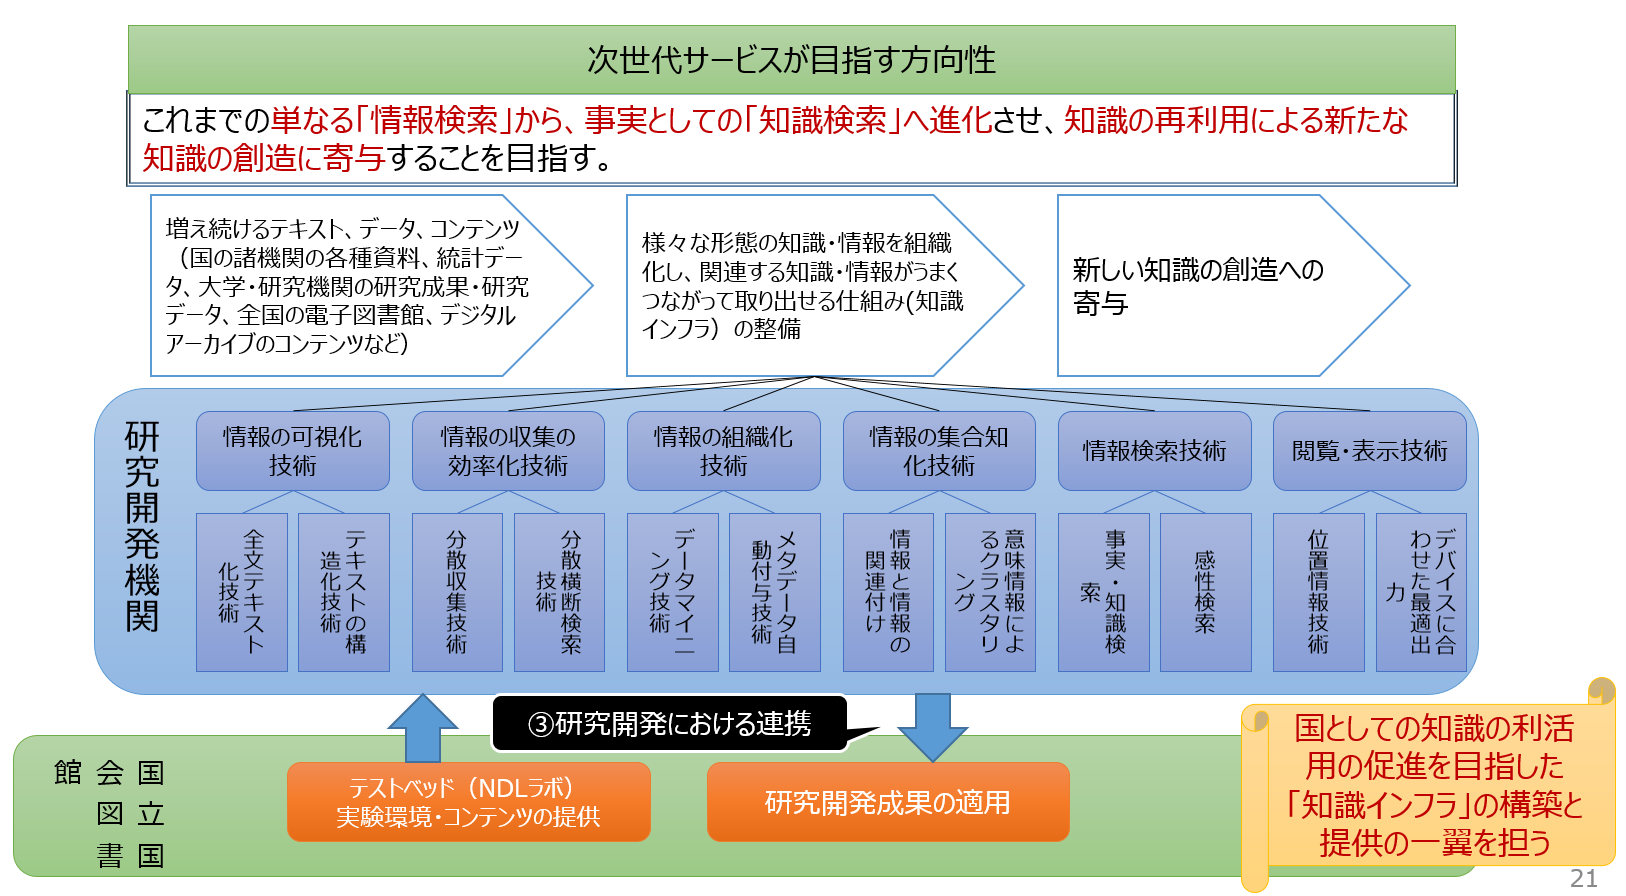 次世代サービスが目指す方向性
これまでの単なる「情報検索」から、事実としての「知識検索」へ進化させ、知識の再利用による新たな
知識の創造に寄与することを目指す。
増え続けるテキスト、データ、コンテンツ
（国の諸機関の各種資料、統計デー
タ、大学・研究機関の研究成果・研究
データ、全国の電子図書館、デジタル
アーカイブのコンテンツなど）
様々な形態の知識・情報を組織
化し、関連する知識・情報がうまく
つながって取り出せる仕組み(知識
インフラ）の整備
新しい知識の創造への
寄与
研究開発機関
情報の可視化
技術
情報の収集の
効率化技術
情報の組織化
技術
情報の集合知
化技術
情報検索技術
閲覧・表示技術
全文テキスト
化技術
テキストの構
造化技術
分散収集技術
分散横断検索
技術
データマイニ
ング技術
メタデータ自
動付与技術
情報と情報の
関連付け
意味情報によ
るクラスタリ
ング
事実・知識検
索
感性検索
位置情報技術
デバイスに合
わせた最適出
力
③研究開発における連携
国立国
会図書
館
テストベッド（NDLラボ）
実験環境・コンテンツの提供
研究開発成果の適用
国としての知識の利活
用の促進を目指した
「知識インフラ」の構築と
提供の一翼を担う
21